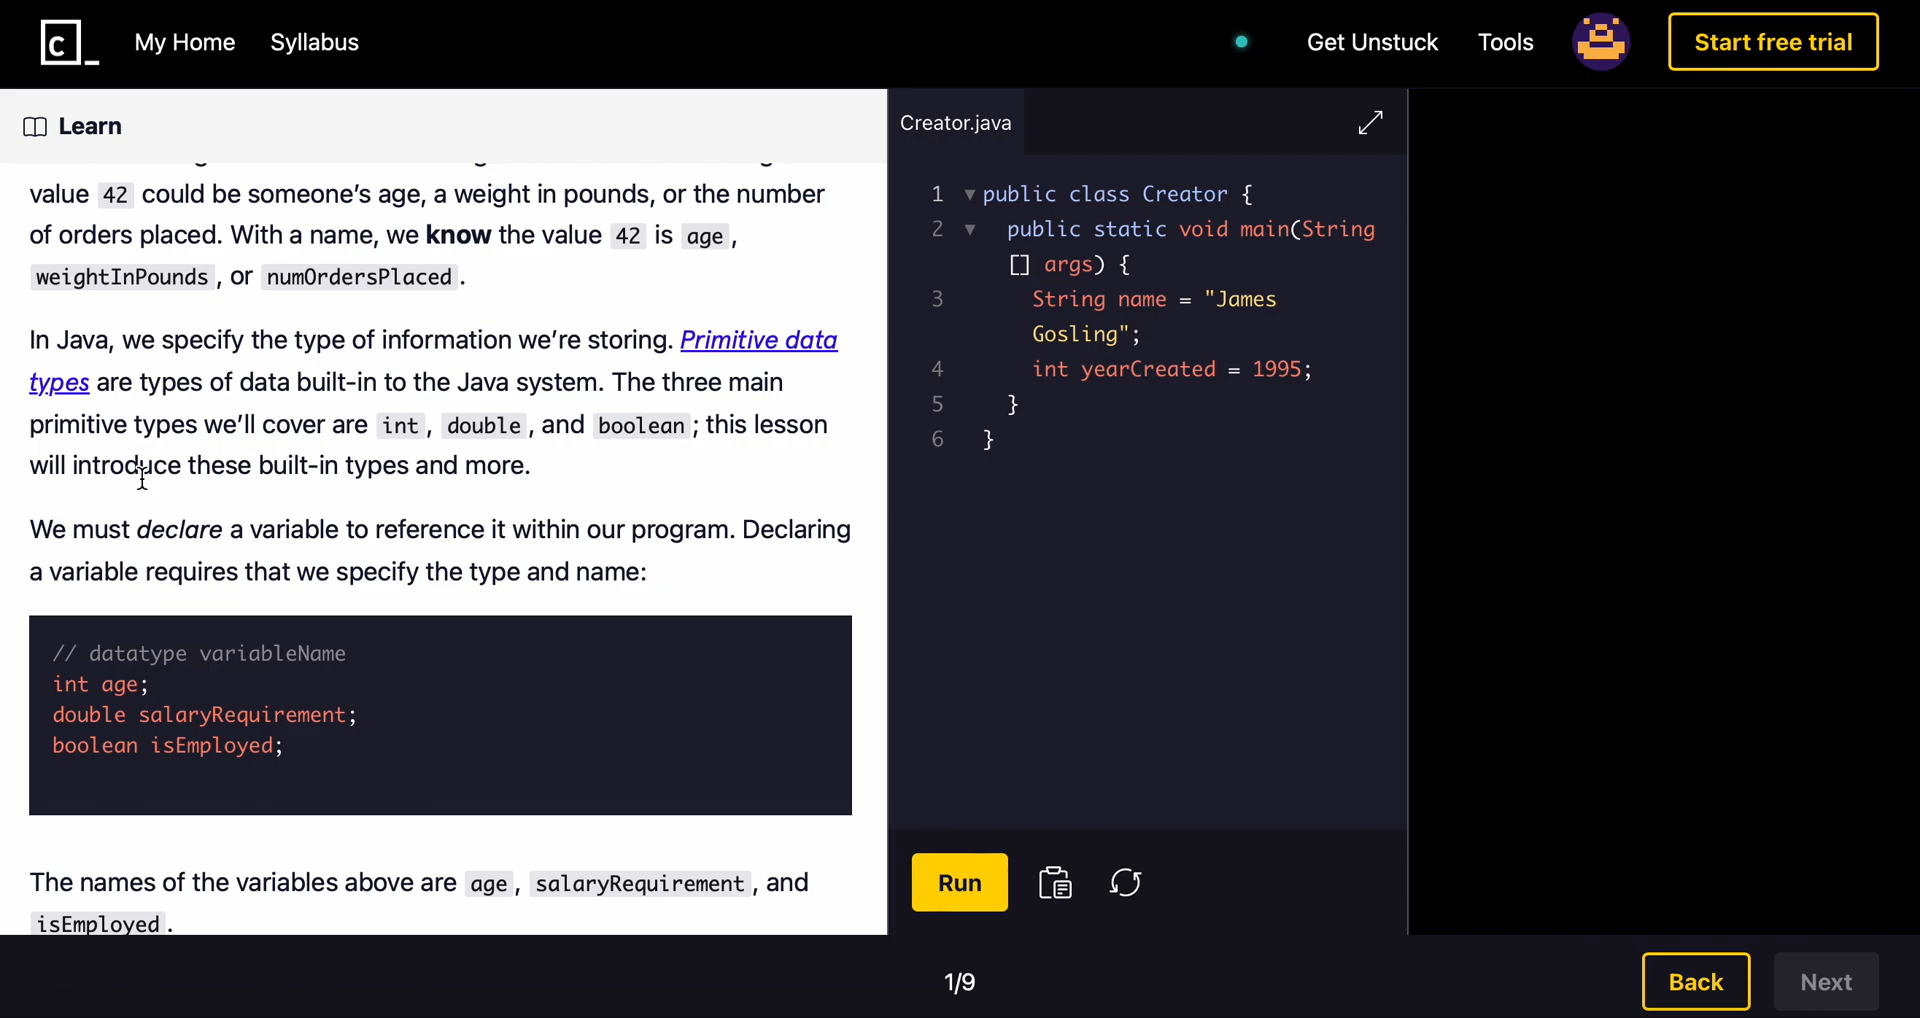 c_
My Home
Syllabus
Get Unstuck
Tools
Start free trial
Learn
value 42 could be someone's age, a weight in pounds, or the number
of orders placed. With a name, we know the value 42 is age,
weightInPounds, or numOrdersPlaced.
In Java, we specify the type of information we're storing. Primitive data
types are types of data built-in to the Java system. The three main
primitive types we'll cover are int, double, and boolean; this lesson
will introduce these built-in types and more.
We must declare a variable to reference it within our program. Declaring
a variable requires that we specify the type and name:
// datatype variableName
int age;
double salaryRequirement;
boolean isEmployed;
The names of the variables above are age, salaryRequirement, and
isEmployed.
Creator.java
1 public class Creator {
2 public static void main(String
[] args) {
3 String name = "James
Gosling";
4 int yearCreated = 1995;
5 }
6 }
Run
1/9
Back
Next